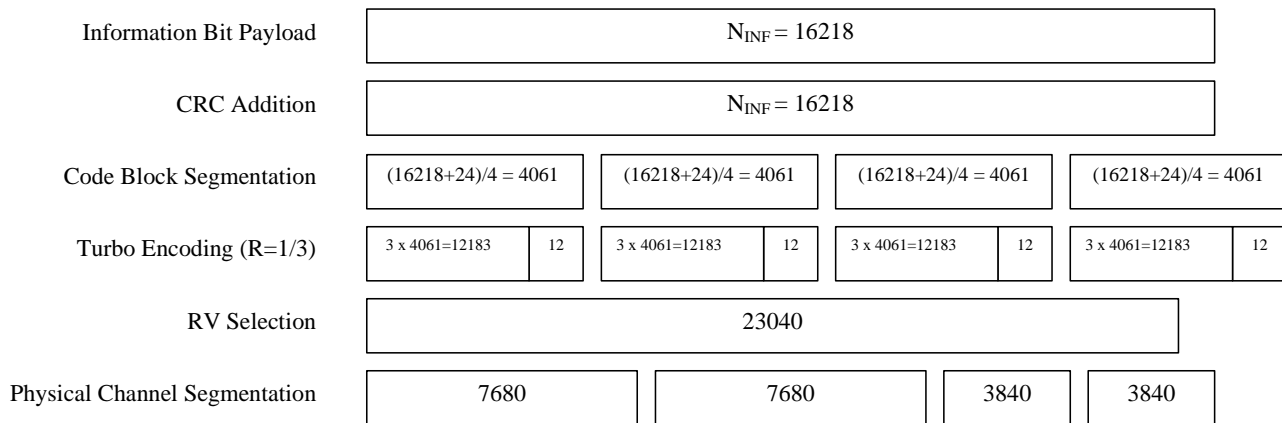 Information Bit Payload N_INF = 16218
CRC Addition N_INF = 16218
Code Block Segmentation (16218+24)/4 = 4061 (16218+24)/4 = 4061 (16218+24)/4 = 4061 (16218+24)/4 = 4061
Turbo Encoding (R=1/3) 3 x 4061=12183 12 3 x 4061=12183 12 3 x 4061=12183 12 3 x 4061=12183 12
RV Selection 23040
Physical Channel Segmentation 7680 7680 3840 3840